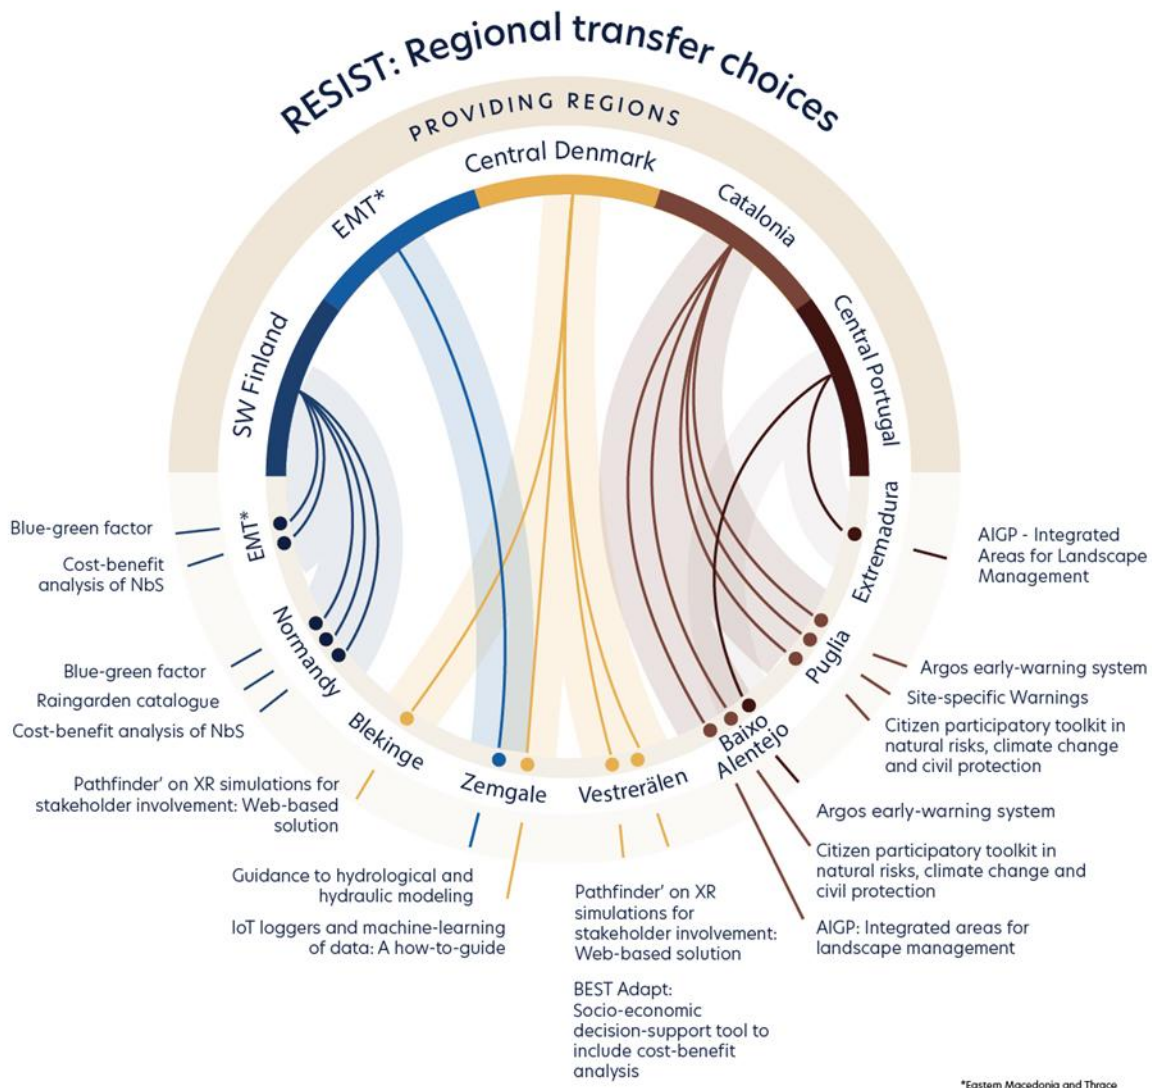 RESIST: Regional transfer choices
PROVIDING REGIONS
Central Denmark
EMT*
Catalonia
SW Finland
Central Portugal
EMT*
Extremadura
Normandy
Puglia
Blekinge
Baixo
Alentejo
Zemgale
Vestrerälen
Blue-green factor
Cost-benefit
analysis of NbS
Blue-green factor
Raingarden catalogue
Cost-benefit analysis of NbS
Pathfinder' on XR simulations for
stakeholder involvement: Web-based
solution
Guidance to hydrological and
hydraulic modeling
IoT loggers and machine-learning
of data: A how-to-guide
Pathfinder' on XR
simulations for
stakeholder involvement:
Web-based solution
BEST Adapt:
Socio-economic
decision-support tool to
include cost-benefit
analysis
AIGP - Integrated
Areas for Landscape
Management
Argos early-warning system
Site-specific Warnings
Citizen participatory toolkit in
natural risks, climate change
and civil protection
Argos early-warning system
Citizen participatory toolkit in
natural risks, climate change and
civil protection
AIGP: Integrated areas for
landscape management
*Eastern Macedonia and Thrace